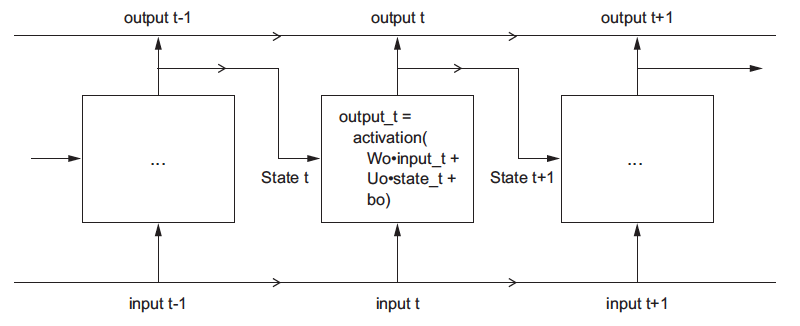 output t-1
output t
output t+1
output_t =
activation(
Wo•input_t +
Uo•state_t +
bo)
...
...
State t
State t+1
input t-1
input t
input t+1